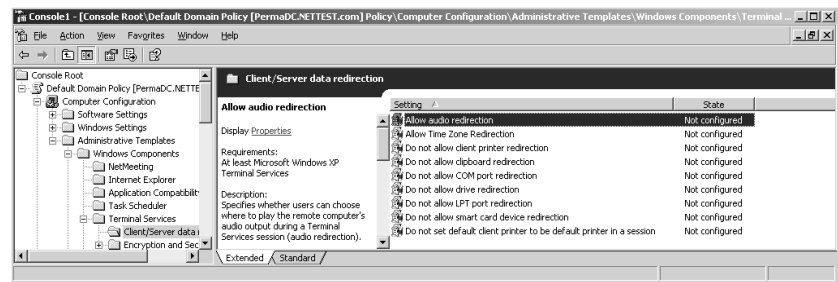 Console1 - [Console Root\Default Domain Policy [PermaDC.NETTEST.com] Policy\Computer Configuration\Administrative Templates\Windows Components\Terminal ...
File Action View Favorites Window Help
Console Root
Default Domain Policy [PermaDC.NETTE
Computer Configuration
Software Settings
Windows Settings
Administrative Templates
Windows Components
NetMeeting
Internet Explorer
Application Compatibilit
Task Scheduler
Terminal Services
Client/Server data r
Encryption and Sec
Client/Server data redirection
Allow audio redirection
Display Properties
Requirements:
At least Microsoft Windows XP
Terminal Services
Description:
Specifies whether users can choose
where to play the remote computer's
audio output during a Terminal
Services session (audio redirection).
Setting State
Allow audio redirection Not configured
Allow Time Zone Redirection Not configured
Do not allow client printer redirection Not configured
Do not allow clipboard redirection Not configured
Do not allow COM port redirection Not configured
Do not allow drive redirection Not configured
Do not allow LPT port redirection Not configured
Do not allow smart card device redirection Not configured
Do not set default client printer to be default printer in a session Not configured
Extended Standard